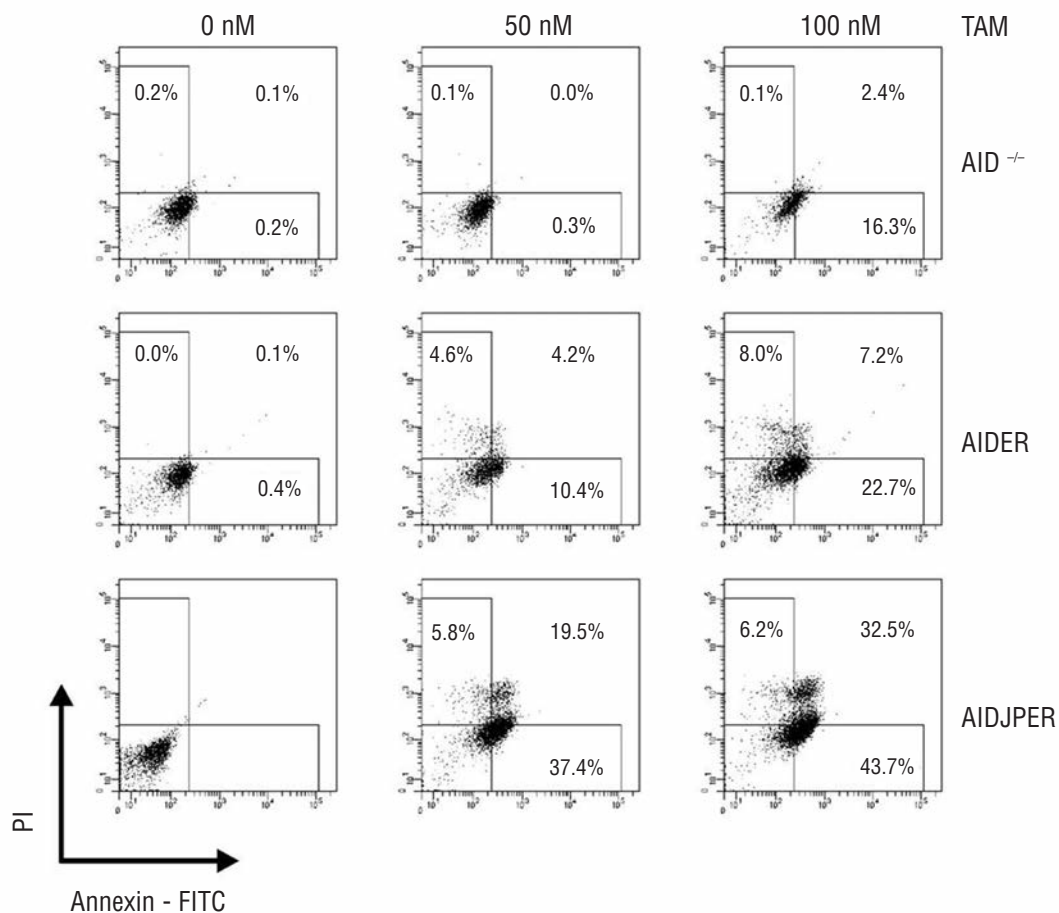 0 nM 50 nM 100 nM TAM
0.2% 0.1% 0.1% 0.0% 0.1% 2.4%
AID –/–
0.2% 0.3% 16.3%
0.0% 0.1% 4.6% 4.2% 8.0% 7.2%
AIDER
0.4% 10.4% 22.7%
5.8% 19.5% 6.2% 32.5%
AIDJPER
37.4% 43.7%
PI
Annexin - FITC